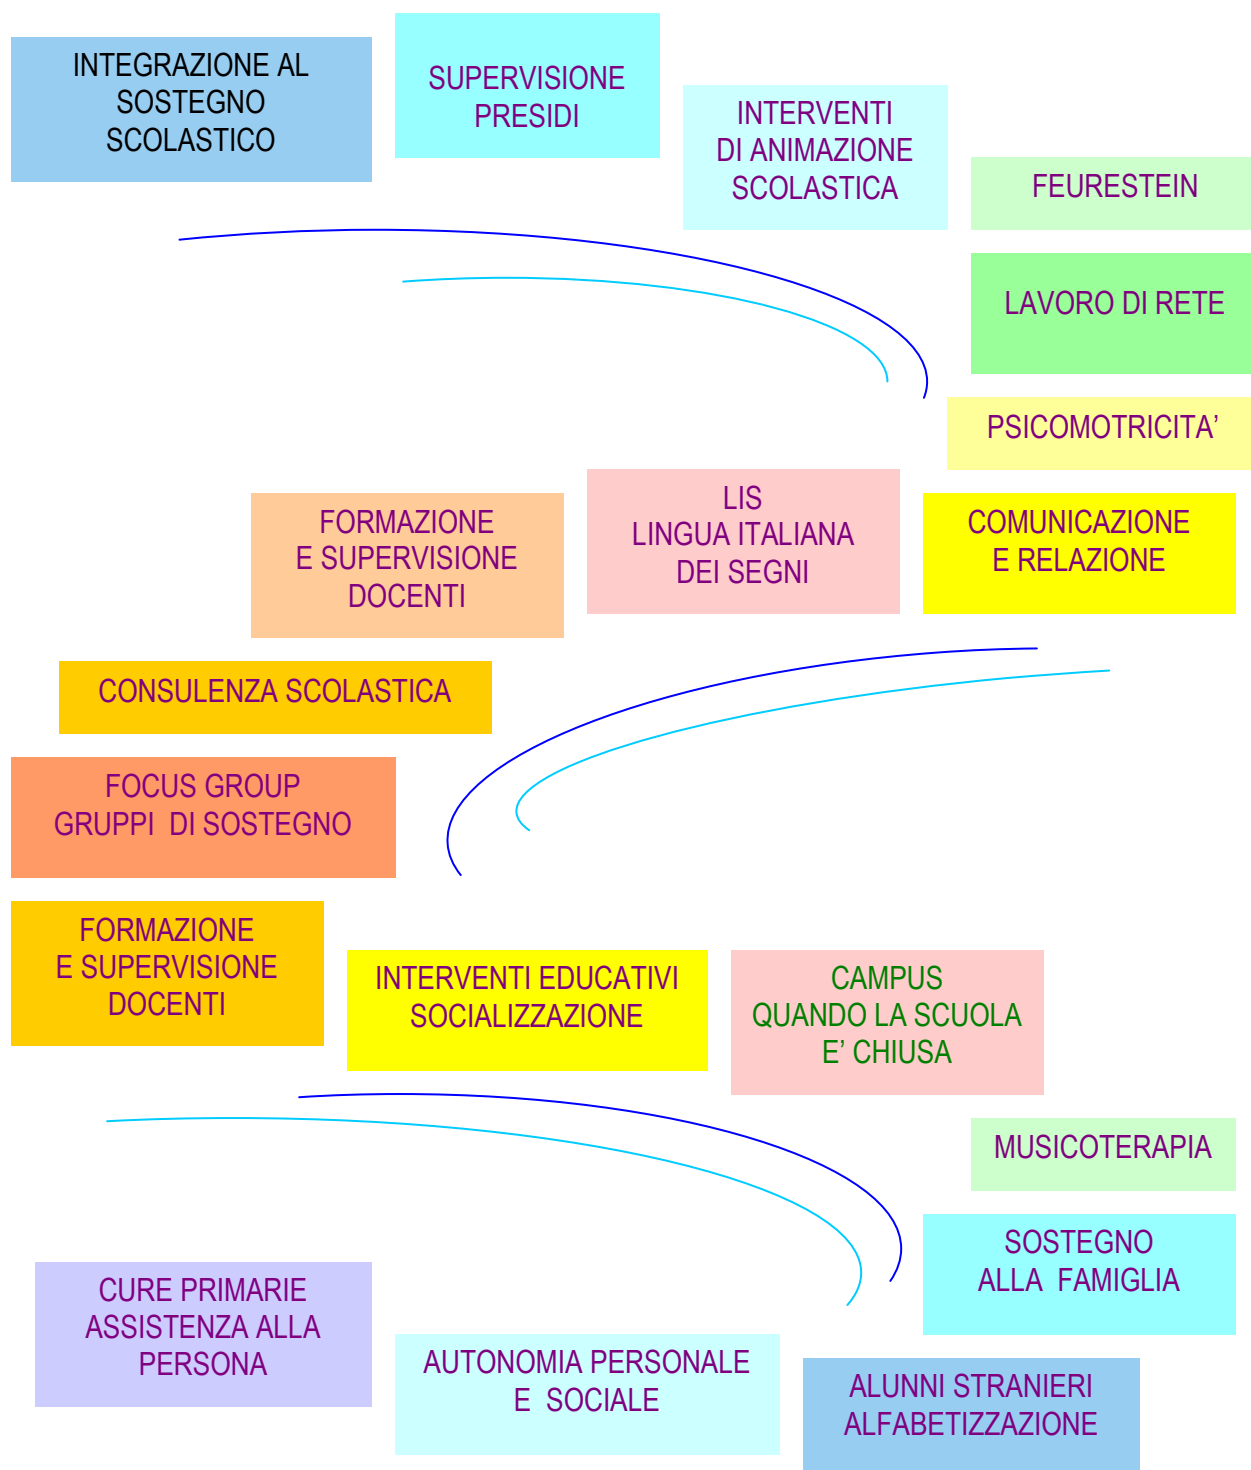 INTEGRAZIONE AL
SOSTEGNO
SCOLASTICO
SUPERVISIONE
PRESIDI
INTERVENTI
DI ANIMAZIONE
SCOLASTICA
FEURESTEIN
LAVORO DI RETE
PSICOMOTRICITA’
COMUNICAZIONE
E RELAZIONE
LIS
LINGUA ITALIANA
DEI SEGNI
FORMAZIONE
E SUPERVISIONE
DOCENTI
CONSULENZA SCOLASTICA
FOCUS GROUP
GRUPPI DI SOSTEGNO
FORMAZIONE
E SUPERVISIONE
DOCENTI
INTERVENTI EDUCATIVI
SOCIALIZZAZIONE
CAMPUS
QUANDO LA SCUOLA
E’ CHIUSA
MUSICOTERAPIA
SOSTEGNO
ALLA FAMIGLIA
ALUNNI STRANIERI
ALFABETIZZAZIONE
AUTONOMIA PERSONALE
E SOCIALE
CURE PRIMARIE
ASSISTENZA ALLA
PERSONA